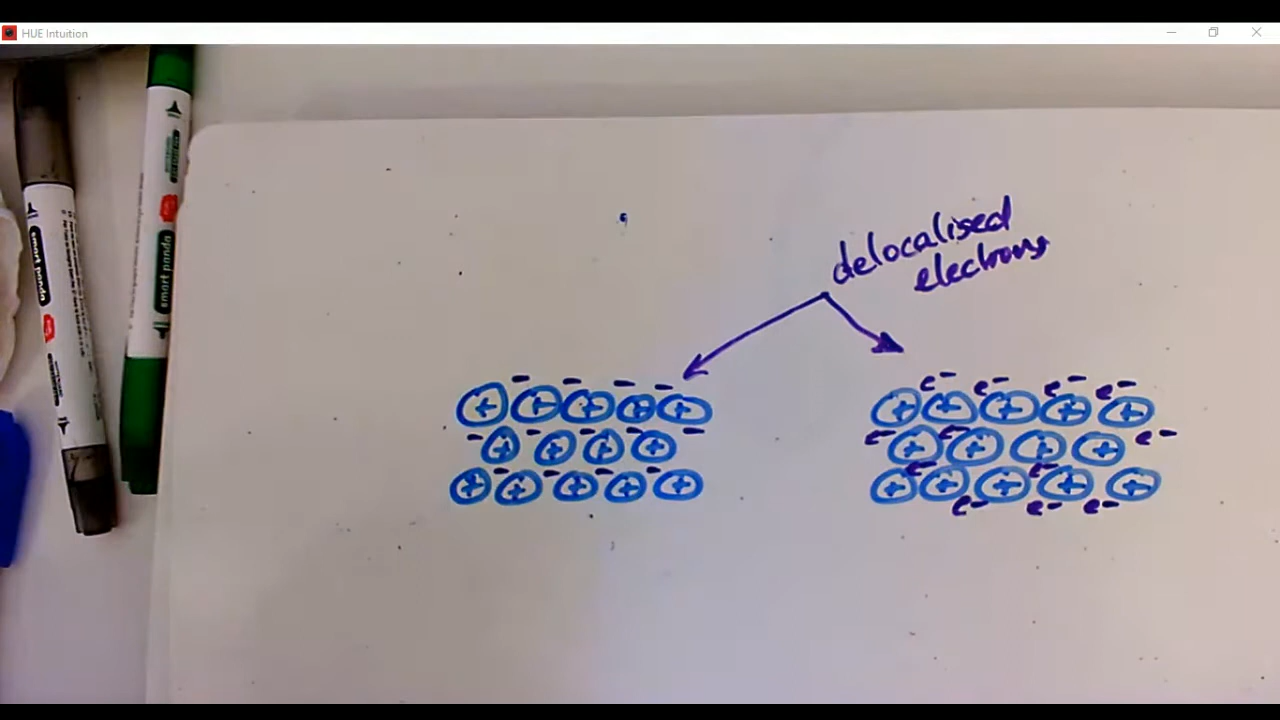 HUE Intuition
smart panda
smart panda
delocalised
electrons
- - - -
+ + + + +
- - - - - -
+ + + +
- - - -
+ + + + +
e- e- e- e-
+ + + + +
e- e- e-
+ + + +
e- e-
+ + + + +
e- e- e-